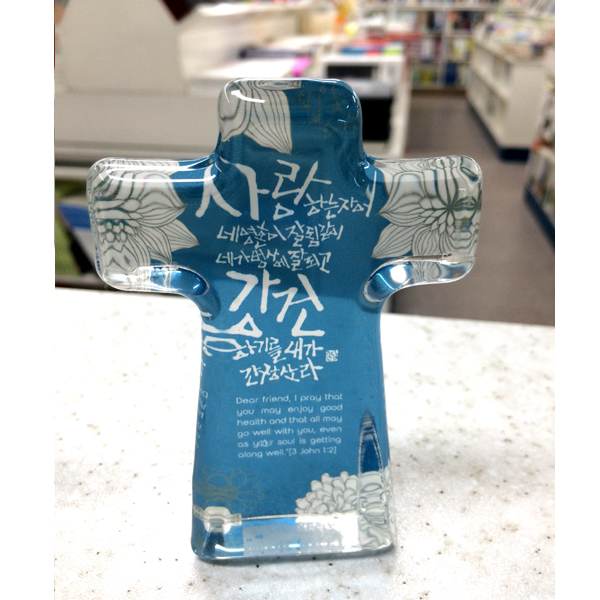 사랑하는자여
네영혼이 잘됨같이
네가범사에 잘되고
강건
하기를 내가
간구하노라
Dear friend, I pray that
you may enjoy good
health and that all may
go well with you, even
as your soul is getting
along well."[3 John 1:2]